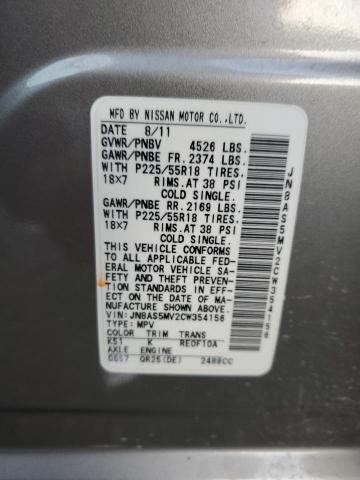 MFD BY NISSAN MOTOR CO.,LTD.
DATE 8/11
GVWR/PNBV 4526 LBS.
GAWR/PNBE FR. 2374 LBS.
WITH P225/55R18 TIRES.
18X7 RIMS. AT 38 PSI
COLD SINGLE.
GAWR/PNBE RR. 2169 LBS.
WITH P225/55R18 TIRES.
18X7 RIMS. AT 38 PSI
COLD SINGLE.
THIS VEHICLE CONFORMS
TO ALL APPLICABLE FED-
ERAL MOTOR VEHICLE SAF-
ETY AND THEFT PREVEN-
TION STANDARDS IN EFF-
ECT ON THE DATE OF MA-
NUFACTURE SHOWN ABOVE.
VIN: JN8AS5MV2CW354156
TYPE: MPV
COLOR TRIM TRANS
K51 K RE0F10A
AXLE ENGINE
GG57 QR25(DE) 2488CC
JN8AS5MV2CW354156